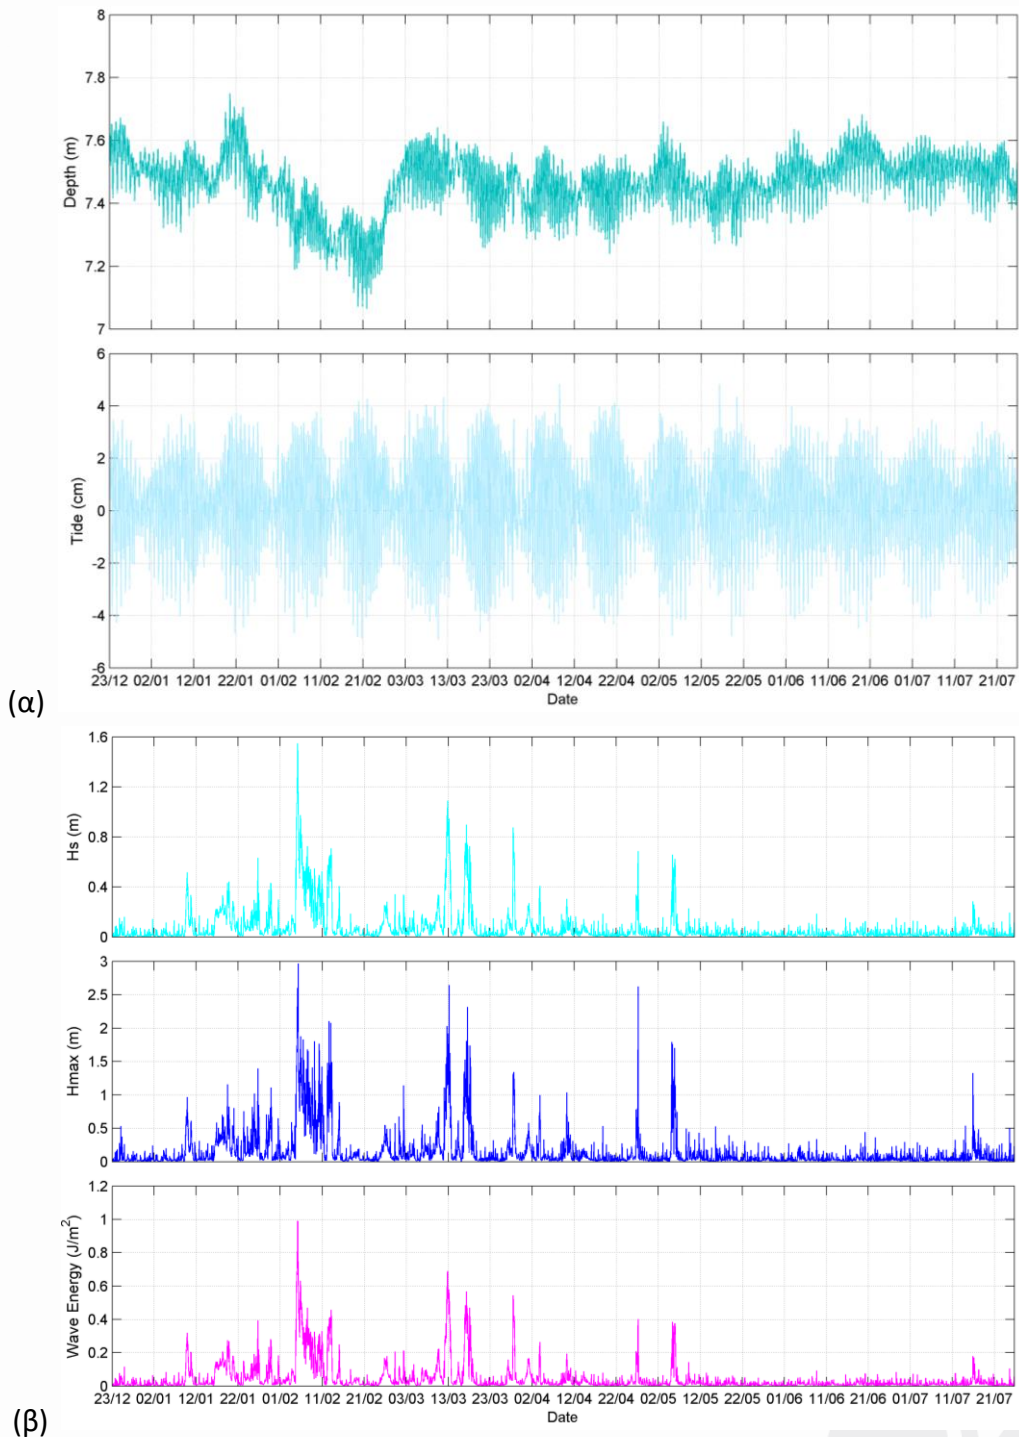 8
7.8
7.6
7.4
7.2
7
Depth (m)
6
4
2
0
-2
-4
-6
Tide (cm)
23/12 02/01 12/01 22/01 01/02 11/02 21/02 03/03 13/03 23/03 02/04 12/04 22/04 02/05 12/05 22/05 01/06 11/06 21/06 01/07 11/07 21/07
Date
(α)
1.6
1.2
0.8
0.4
0
Hs (m)
3
2.5
2
1.5
1
0.5
0
Hmax (m)
1.2
1
0.8
0.6
0.4
0.2
0
Wave Energy (J/m²)
23/12 02/01 12/01 22/01 01/02 11/02 21/02 03/03 13/03 23/03 02/04 12/04 22/04 02/05 12/05 22/05 01/06 11/06 21/06 01/07 11/07 21/07
Date
(β)